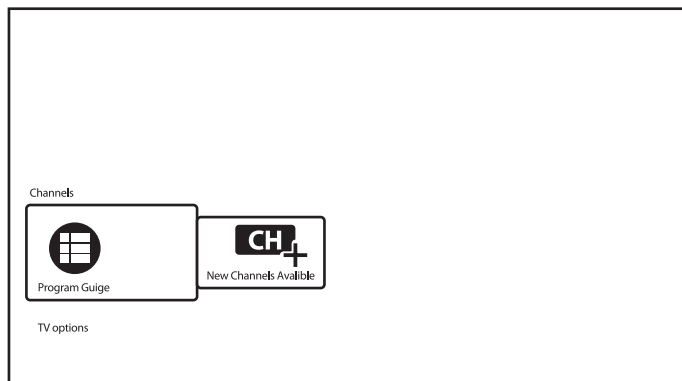 Channels
CH
Program Guige
New Channels Avalible
TV options